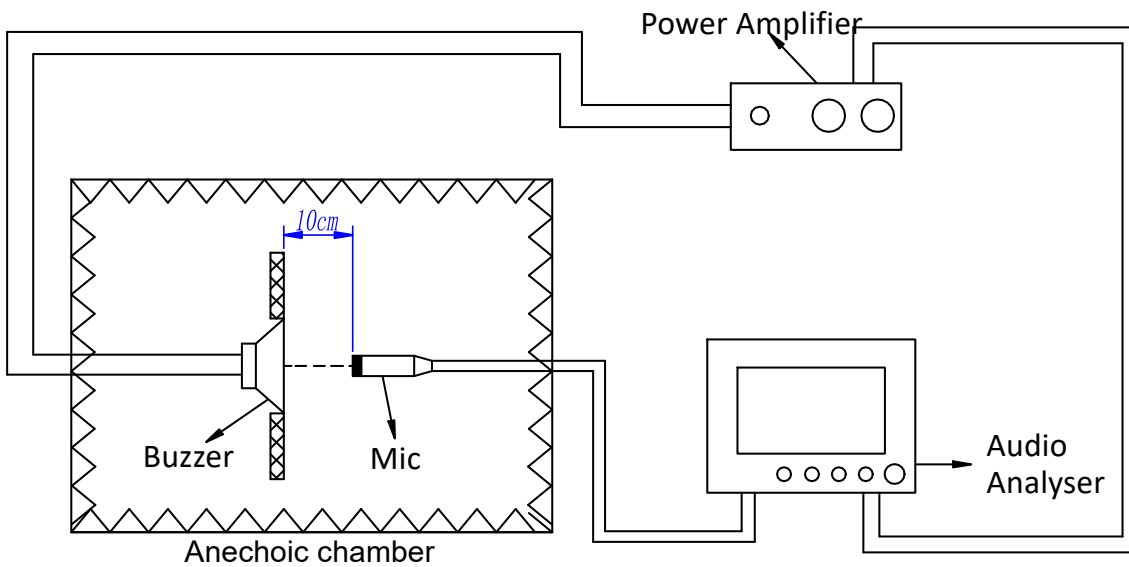 Power Amplifier
10cm
Buzzer
Mic
Audio
Analyser
Anechoic chamber